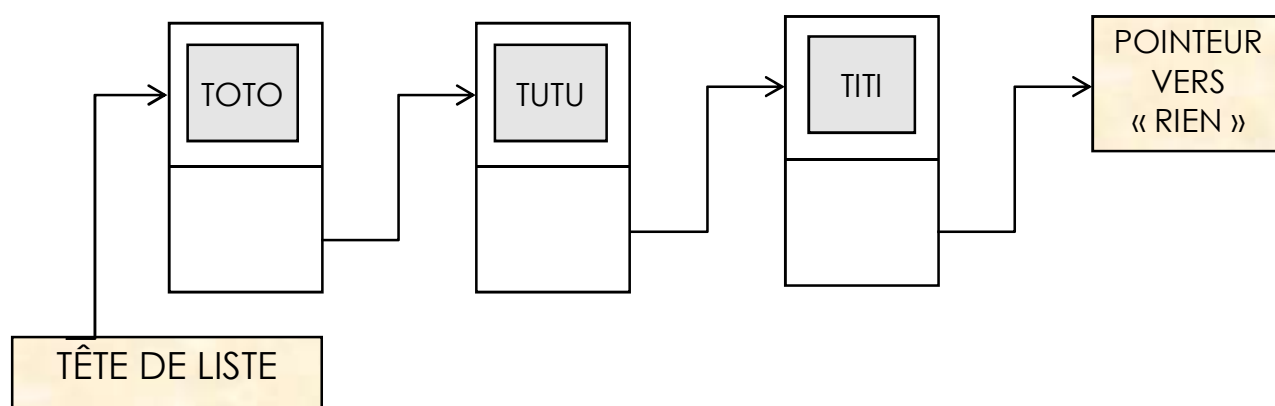 TOTO
TUTU
TITI
POINTEUR
VERS
« RIEN »
TÊTE DE LISTE